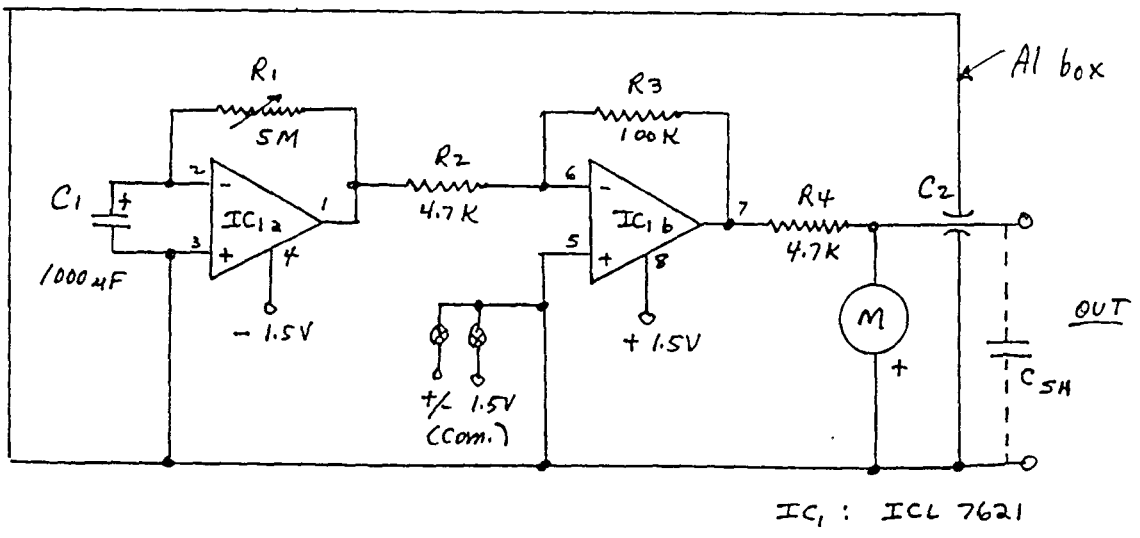 Al box
R1
5M
R3
100K
R2
4.7K
C1
+
1000 µF
2
-
3
+
IC1a
1
4
- 1.5V
6
-
5
+
IC1b
7
8
+ 1.5V
R4
4.7K
C2
M
+
OUT
CSH
+/- 1.5V
(Com.)
IC1 : ICL 7621